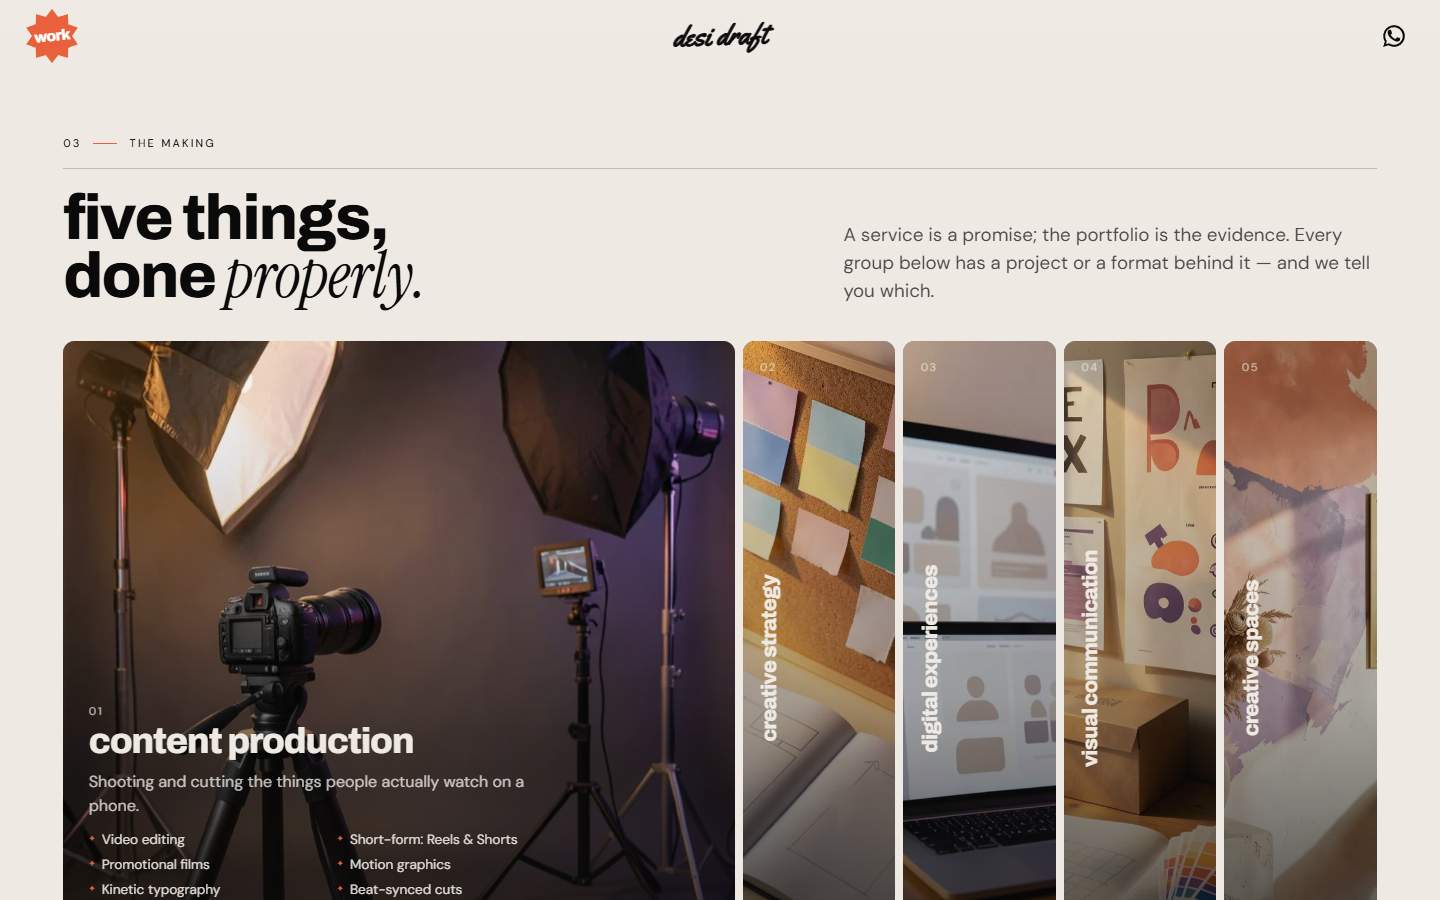 work
desi draft
03 — THE MAKING
five things,
done properly.
A service is a promise; the portfolio is the evidence. Every
group below has a project or a format behind it — and we tell
you which.
01
content production
Shooting and cutting the things people actually watch on a
phone.
Video editing
Promotional films
Kinetic typography
Short-form: Reels & Shorts
Motion graphics
Beat-synced cuts
02
creative strategy
03
digital experiences
04
visual communication
05
creative spaces